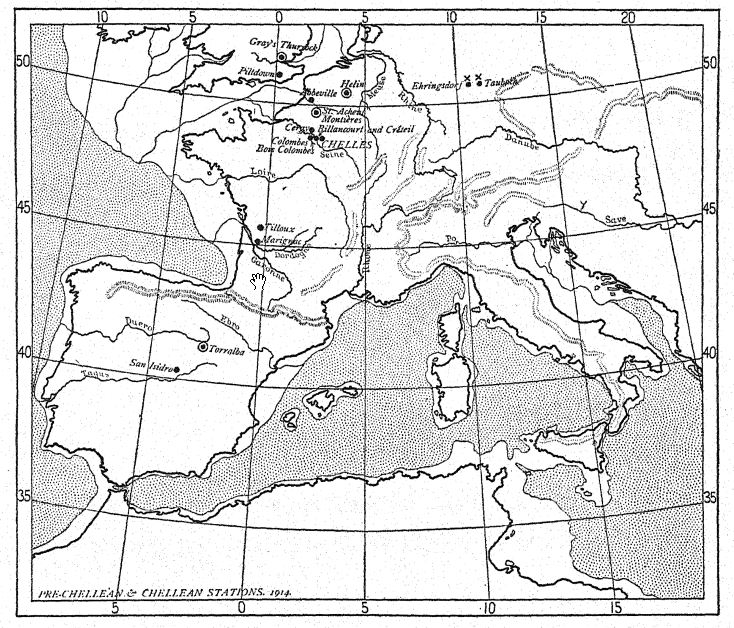 10 5 0 5 10 15 20
50 50
Gray's Thurrock
Piltdown
Helin
Abbeville
Meuse
Rhine
Ehringsdorf
Taubach
St. Acheul
Montières
Cergy
Billancourt and Créteil
Colombes
CHELLES
Bois Colombes
Seine
Danube
Loire
45 45
Tilloux
Marignac
Dordog
Garonne
Rhone
Po
Save
Duero
Ebro
40 40
Torralba
San Isidro
Tagus
35 35
PRE-CHELLEAN & CHELLEAN STATIONS. 1914.
5 0 5 10 15